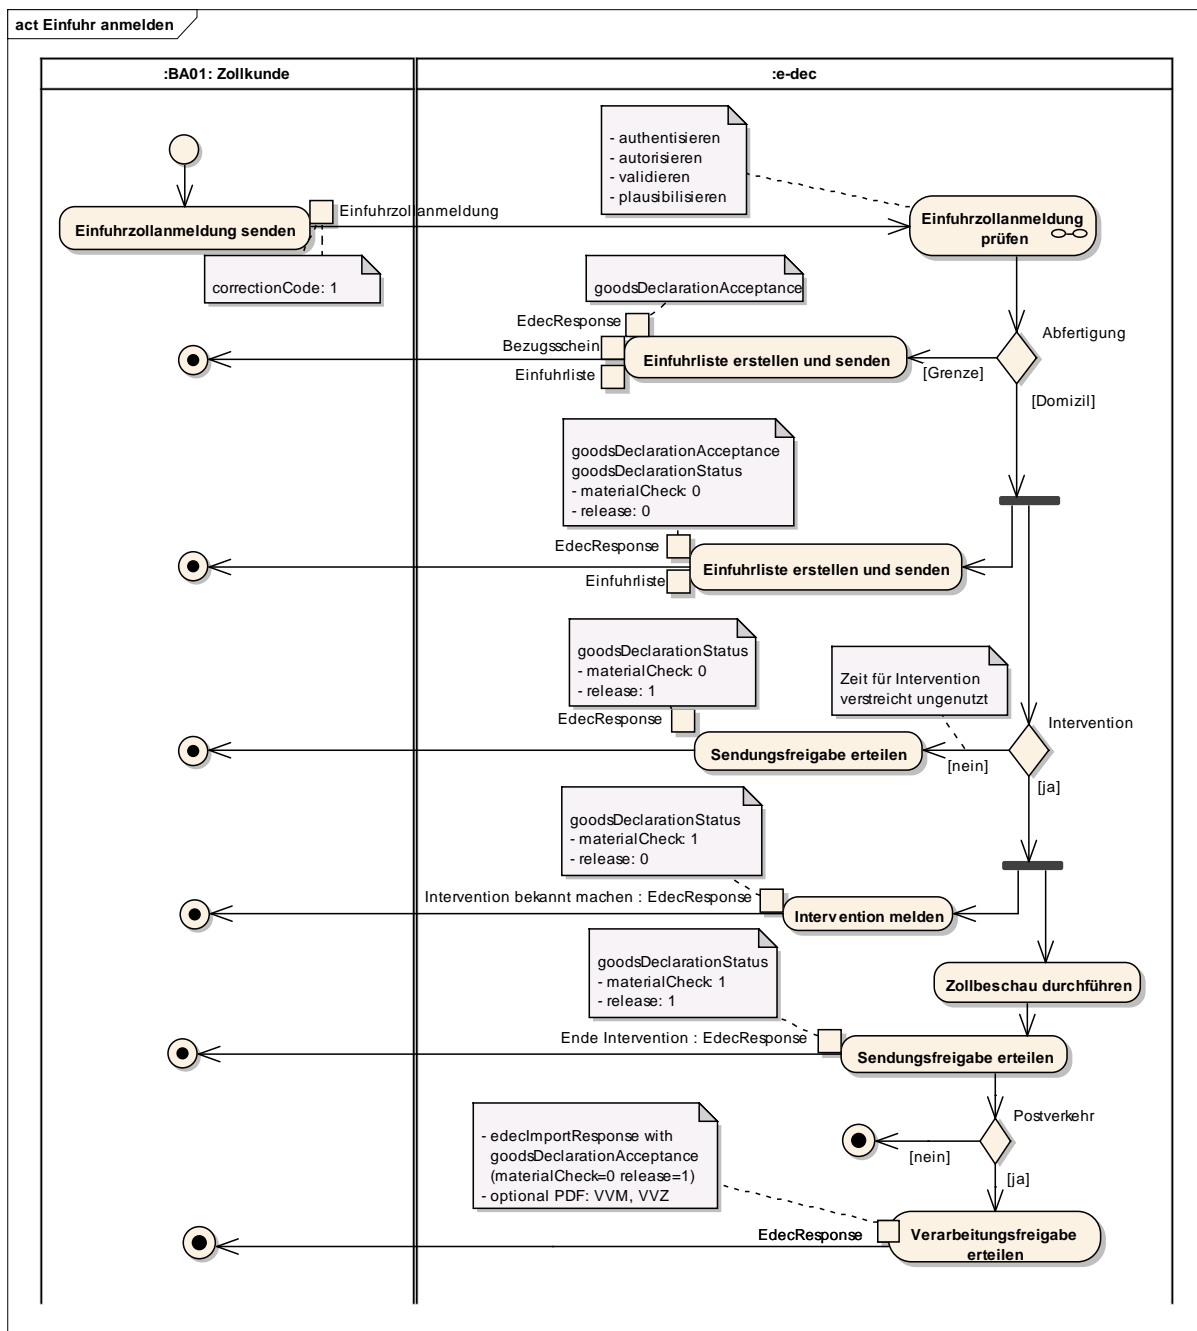 act Einfuhr anmelden
:BA01: Zollkunde
:e-dec
- authentisieren
- autorisieren
- validieren
- plausibilisieren
Einfuhrzollanmeldung
Einfuhrzollanmeldung senden
Einfuhrzollanmeldung
prüfen
correctionCode: 1
goodsDeclarationAcceptance
EdecResponse
Bezugsschein
Einfuhrliste
Einfuhrliste erstellen und senden
Abfertigung
[Grenze]
[Domizil]
goodsDeclarationAcceptance
goodsDeclarationStatus
- materialCheck: 0
- release: 0
EdecResponse
Einfuhrliste
Einfuhrliste erstellen und senden
goodsDeclarationStatus
- materialCheck: 0
- release: 1
Zeit für Intervention
verstreicht ungenutzt
EdecResponse
Sendungsfreigabe erteilen
Intervention
[nein]
[ja]
goodsDeclarationStatus
- materialCheck: 1
- release: 0
Intervention bekannt machen : EdecResponse
Intervention melden
goodsDeclarationStatus
- materialCheck: 1
- release: 1
Zollbeschau durchführen
Ende Intervention : EdecResponse
Sendungsfreigabe erteilen
Postverkehr
[nein]
[ja]
- edecImportResponse with
goodsDeclarationAcceptance
(materialCheck=0 release=1)
- optional PDF: VVM, VVZ
EdecResponse
Verarbeitungsfreigabe
erteilen